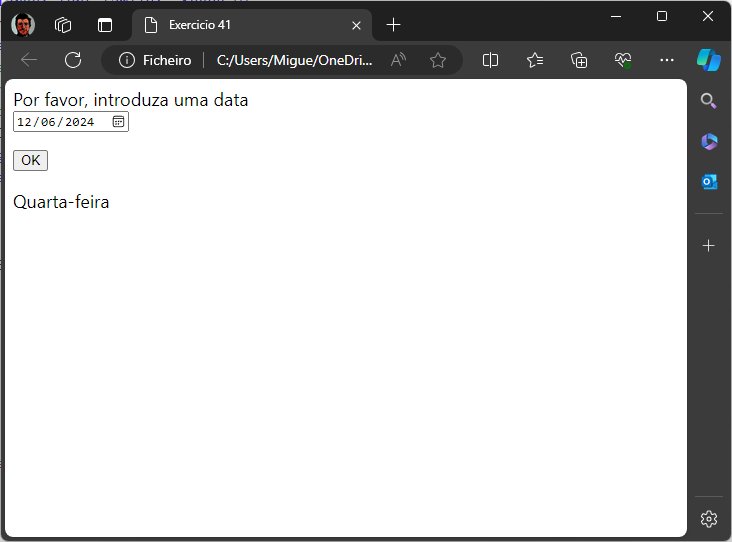 Exercicio 41
Ficheiro
C:/Users/Migue/OneDri...
Por favor, introduza uma data
12/06/2024
OK
Quarta-feira